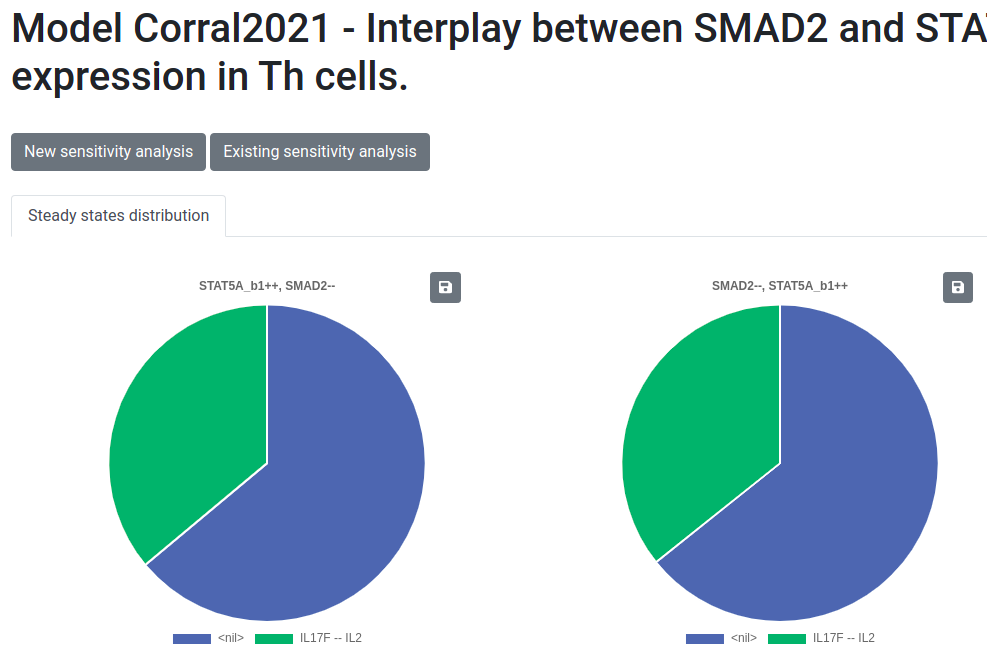 Model Corral2021 - Interplay between SMAD2 and STA
expression in Th cells.
New sensitivity analysis
Existing sensitivity analysis
Steady states distribution
STAT5A_b1++, SMAD2--
SMAD2--, STAT5A_b1++
<nil>
IL17F -- IL2
<nil>
IL17F -- IL2